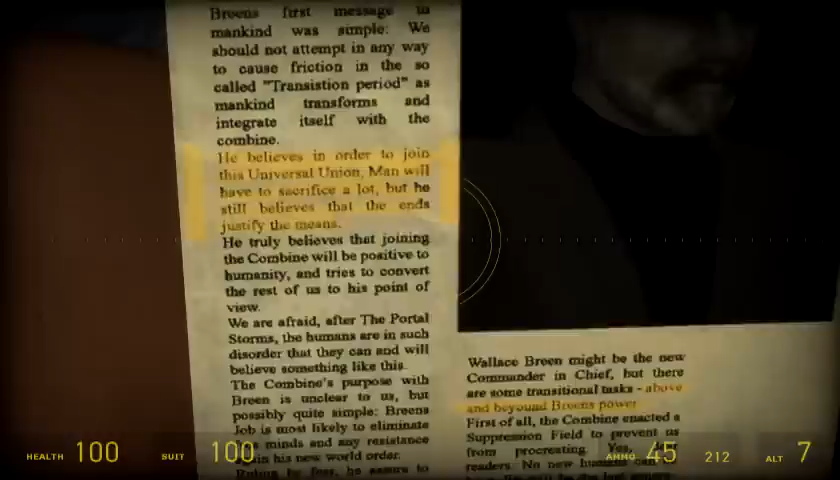 Breens first message to
mankind was simple: We
should not attempt in any way
to cause friction in the so
called "Transistion period" as
mankind transforms and
integrate itself with the
combine.
He believes in order to join
this Universal Union, Man will
have to sacrifice a lot, but he
still believes that the ends
justify the means.
He truly believes that joining
the Combine will be positive to
humanity, and tries to convert
the rest of us to his point of
view.
We are afraid, after The Portal
Storms, the humans are in such
disorder that they can and will
believe something like this.
The Combine's purpose with
Breen is unclear to us, but
possibly quite simple: Breens
Job is most likely to eliminate
minds and any resistance
his new world order.
Wallace Breen might be the new
Commander in Chief, but there
are some transitional tasks - above
and beyound Breens power
First of all, the Combine enacted a
Suppression Field to prevent us
from procreating. Yes,
readers. No new humans can be
HEALTH 100
SUIT 100
AMMO 45 212
ALT 7